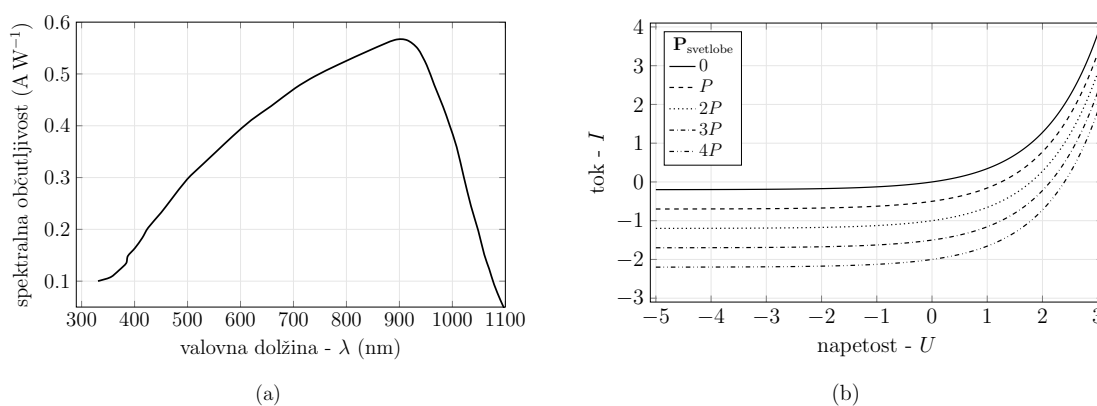 spektralna občutljivost (A W⁻¹)
0.6
0.5
0.4
0.3
0.2
0.1
300 400 500 600 700 800 900 1000 1100
valovna dolžina - λ (nm)
(a)
tok - I
4
3
2
1
0
−1
−2
−3
P svetlobe
0
P
2P
3P
4P
−5 −4 −3 −2 −1 0 1 2 3
napetost - U
(b)